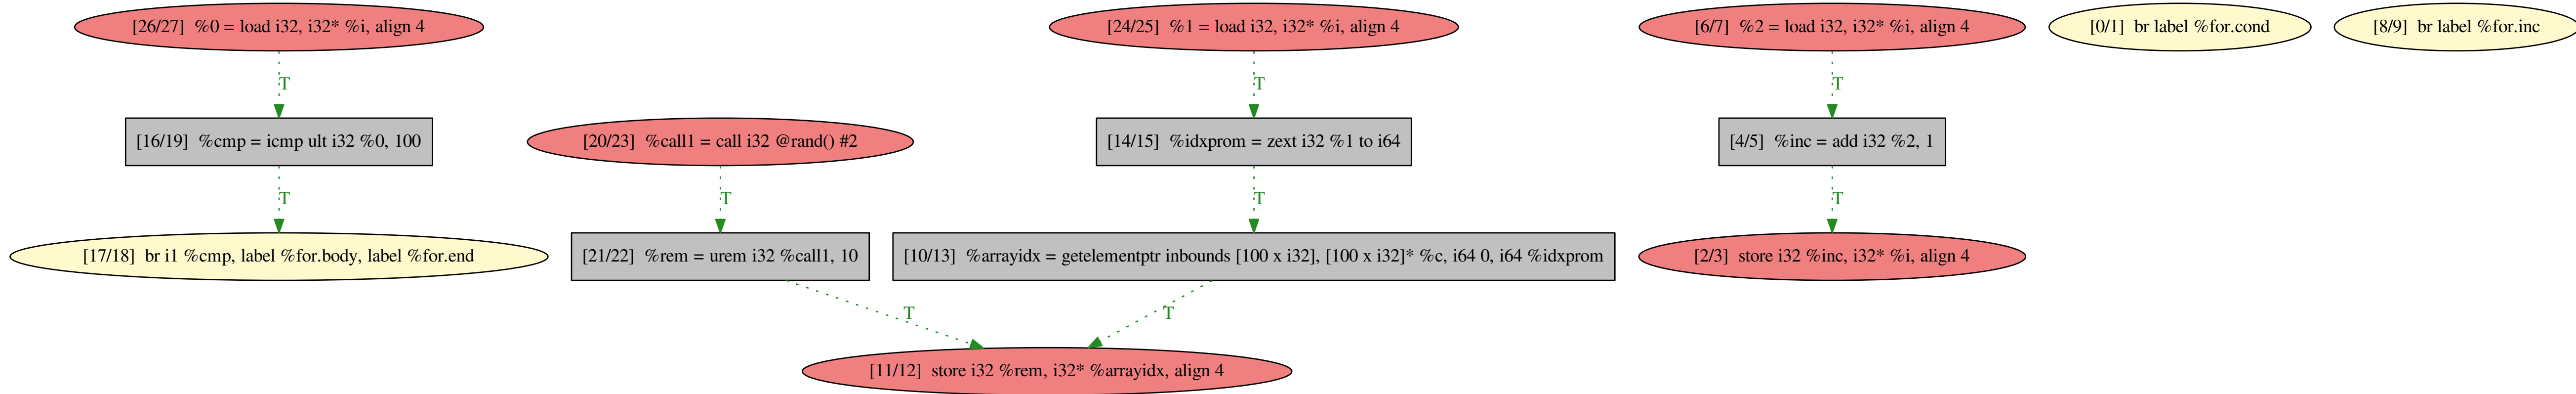 [26/27] %0 = load i32, i32* %i, align 4
[24/25] %1 = load i32, i32* %i, align 4
[6/7] %2 = load i32, i32* %i, align 4
[0/1] br label %for.cond
[8/9] br label %for.inc
T
T
T
[16/19] %cmp = icmp ult i32 %0, 100
[20/23] %call1 = call i32 @rand() #2
[14/15] %idxprom = zext i32 %1 to i64
[4/5] %inc = add i32 %2, 1
T
T
T
T
[17/18] br i1 %cmp, label %for.body, label %for.end
[21/22] %rem = urem i32 %call1, 10
[10/13] %arrayidx = getelementptr inbounds [100 x i32], [100 x i32]* %c, i64 0, i64 %idxprom
[2/3] store i32 %inc, i32* %i, align 4
T
T
[11/12] store i32 %rem, i32* %arrayidx, align 4